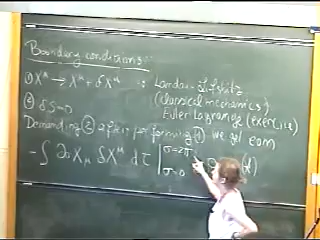 Boundary conditions
① X^μ → X^μ + δX^μ :: Landau-Lifshitz
(classical mechanics)
② δS=0 Euler Lagrange (exercise)
Demanding ② after performing ① we get eom
- ∫ ∂σ X_μ δX^μ dτ | σ=2π
σ=0 (*)